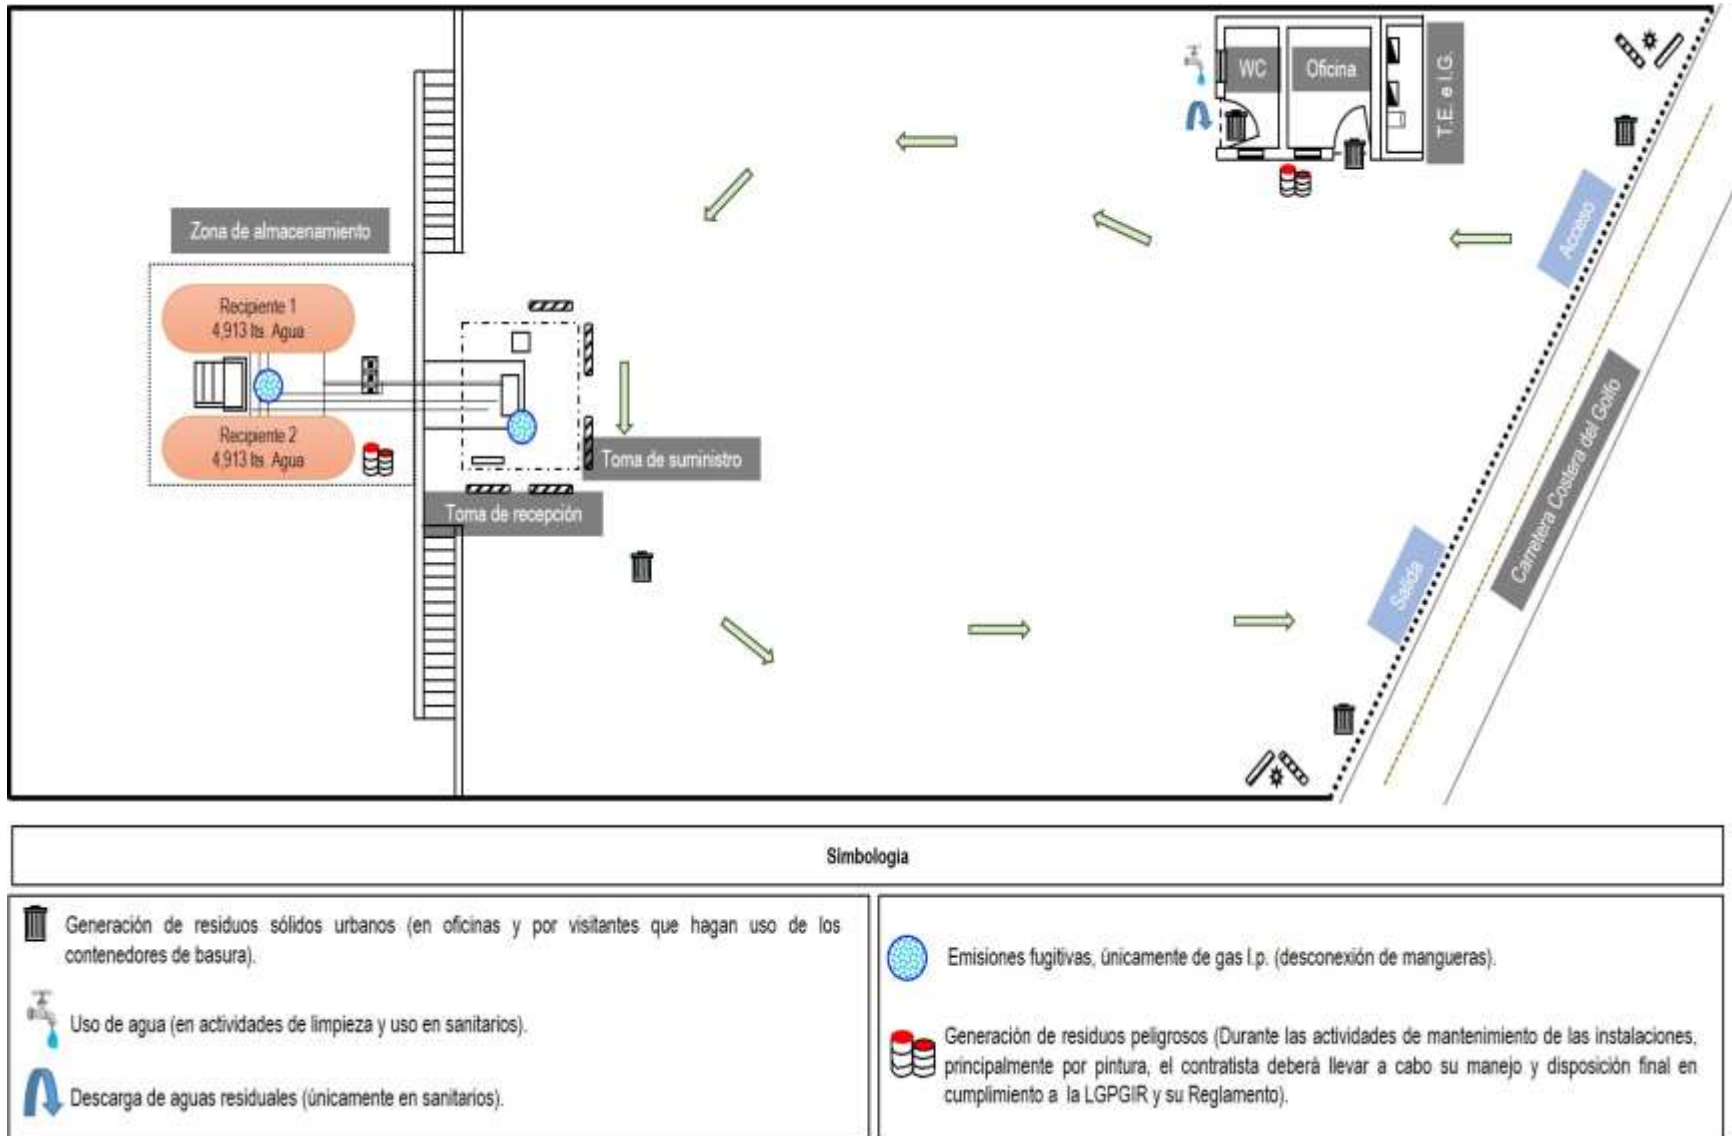 WC
Oficina
T.E. e I.G.
Acceso
Zona de almacenamiento
Recipiente 1
4,913 lts. Agua
Recipiente 2
4,913 lts. Agua
Toma de suministro
Toma de recepción
Carretera Costera del Golfo
Salida
Simbología
Generación de residuos sólidos urbanos (en oficinas y por visitantes que hagan uso de los
contenedores de basura).
Uso de agua (en actividades de limpieza y uso en sanitarios).
Descarga de aguas residuales (únicamente en sanitarios).
Emisiones fugitivas, únicamente de gas l.p. (desconexión de mangueras).
Generación de residuos peligrosos (Durante las actividades de mantenimiento de las instalaciones,
principalmente por pintura, el contratista deberá llevar a cabo su manejo y disposición final en
cumplimiento a la LGPGIR y su Reglamento).